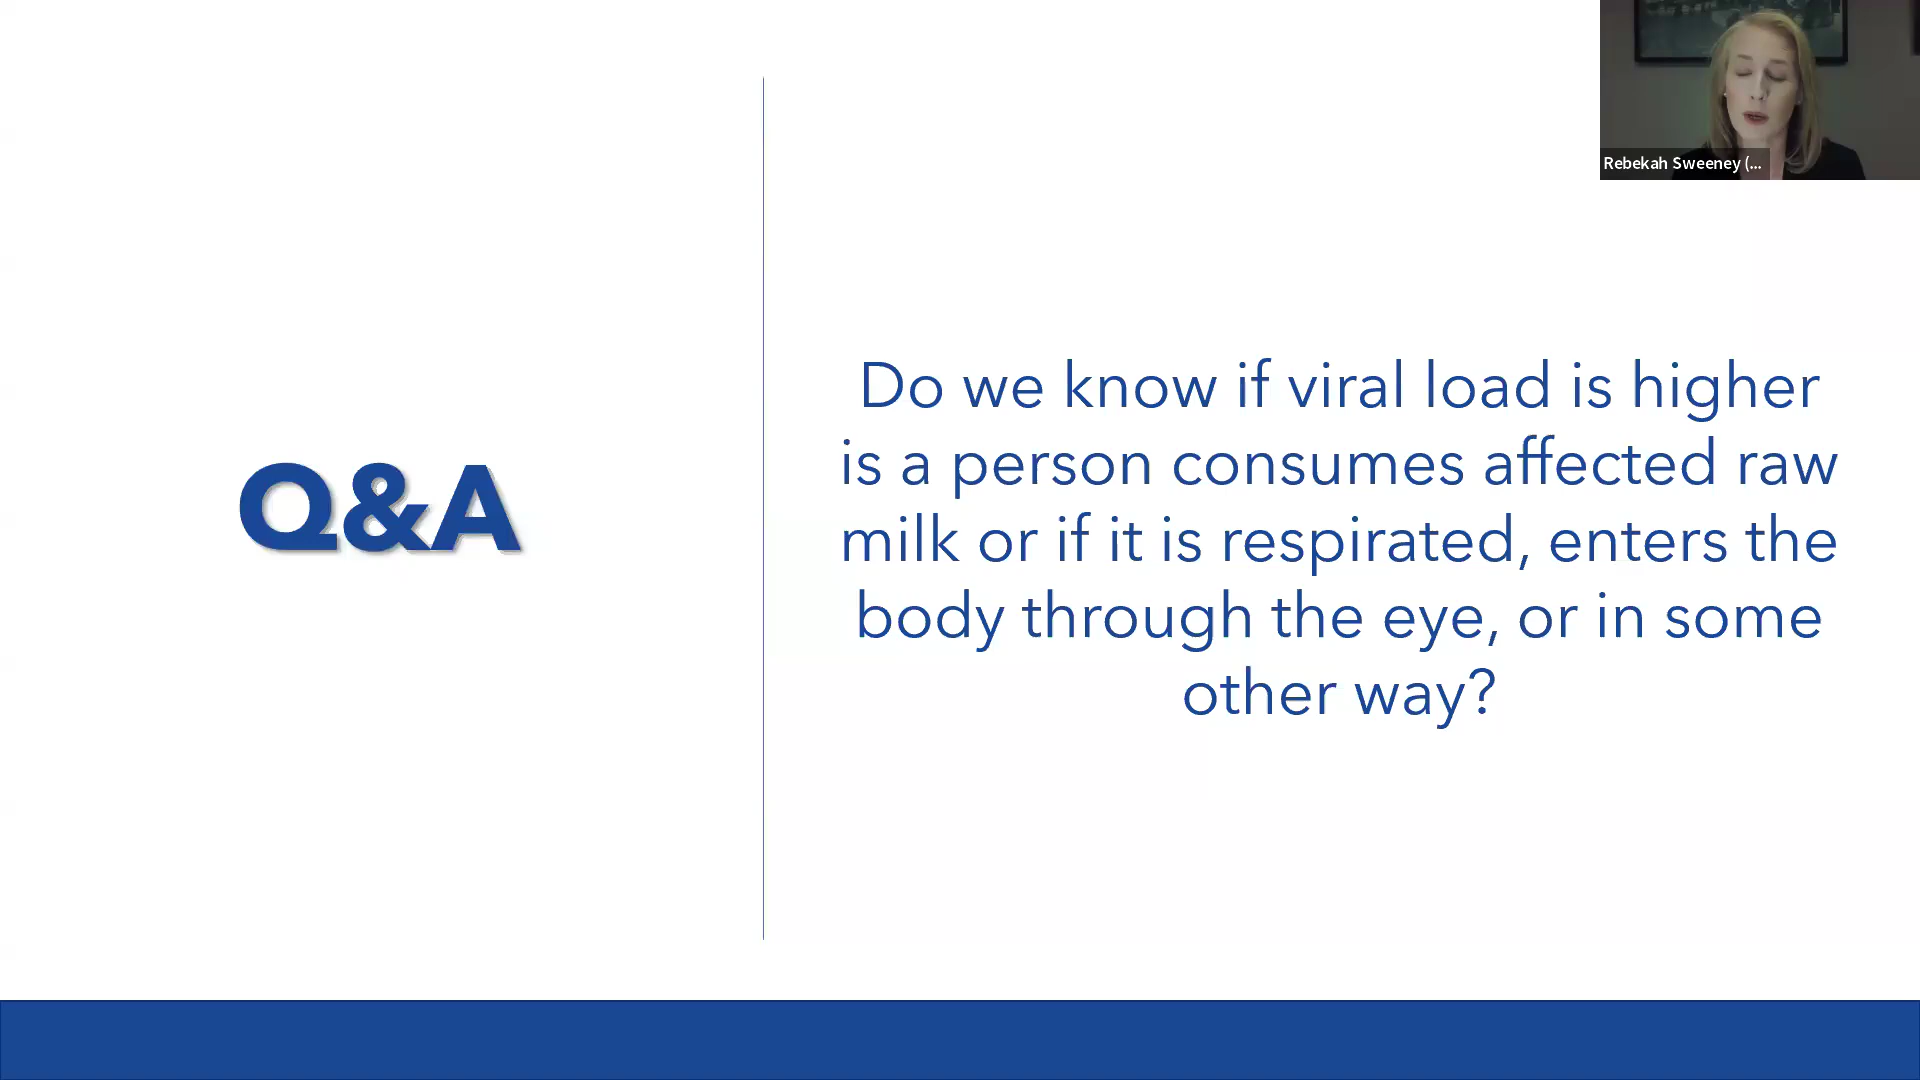 Rebekah Sweeney (...
Q&A
Do we know if viral load is higher
is a person consumes affected raw
milk or if it is respirated, enters the
body through the eye, or in some
other way?